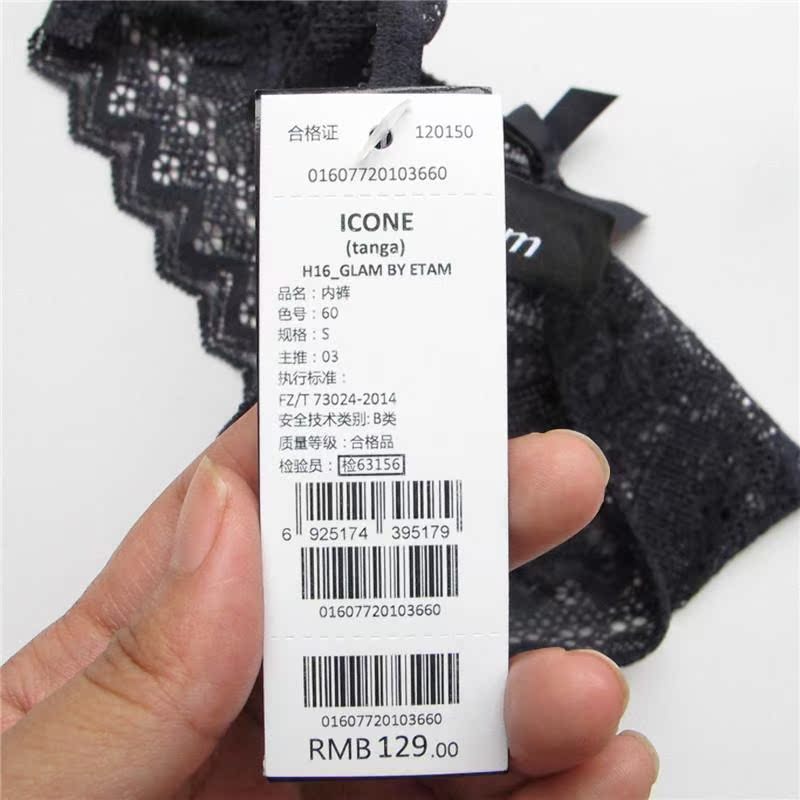 合格证 120150
01607720103660
ICONE
(tanga)
H16_GLAM BY ETAM
品名：内裤
色号：60
规格：S
主推：03
执行标准：
FZ/T 73024-2014
安全技术类别: B类
质量等级：合格品
检验员：检63156
6 925174 395179
01607720103660
01607720103660
RMB 129.00